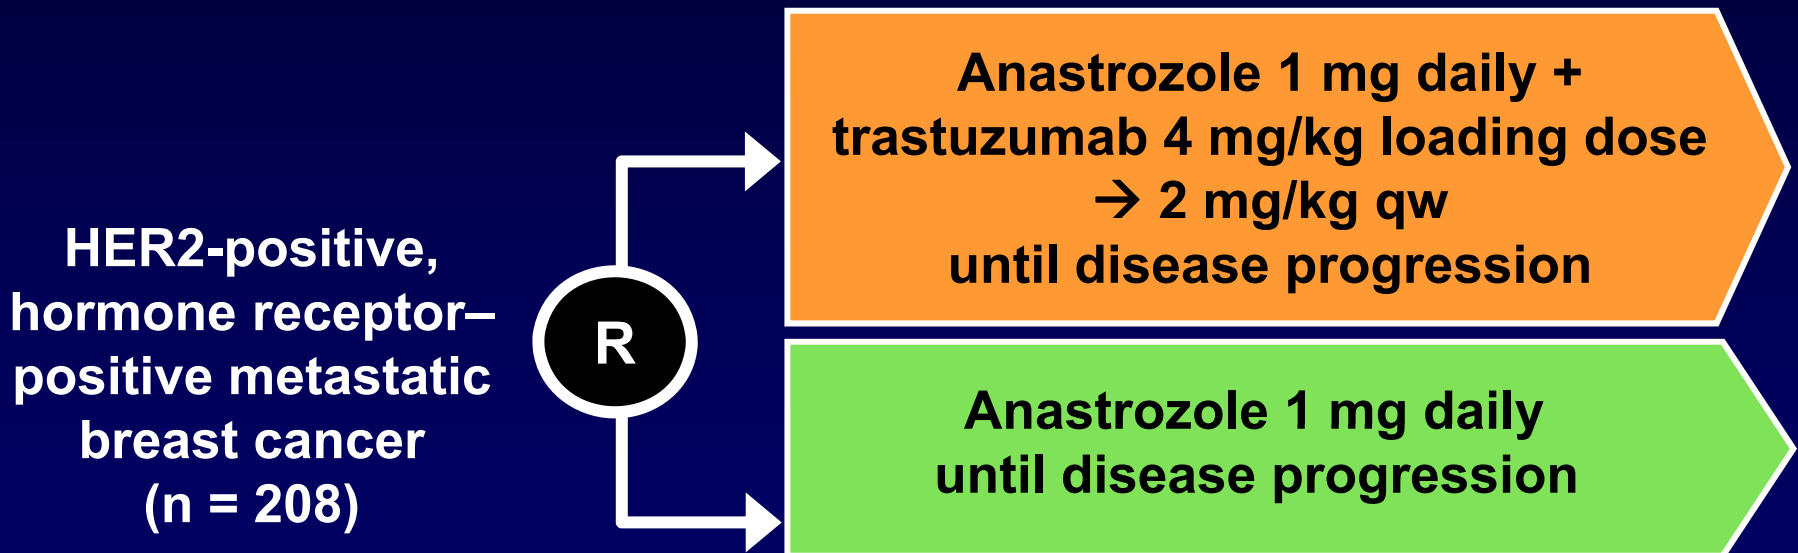 HER2-positive,
hormone receptor–
positive metastatic
breast cancer
(n = 208)
R
Anastrozole 1 mg daily +
trastuzumab 4 mg/kg loading dose
→ 2 mg/kg qw
until disease progression
Anastrozole 1 mg daily
until disease progression